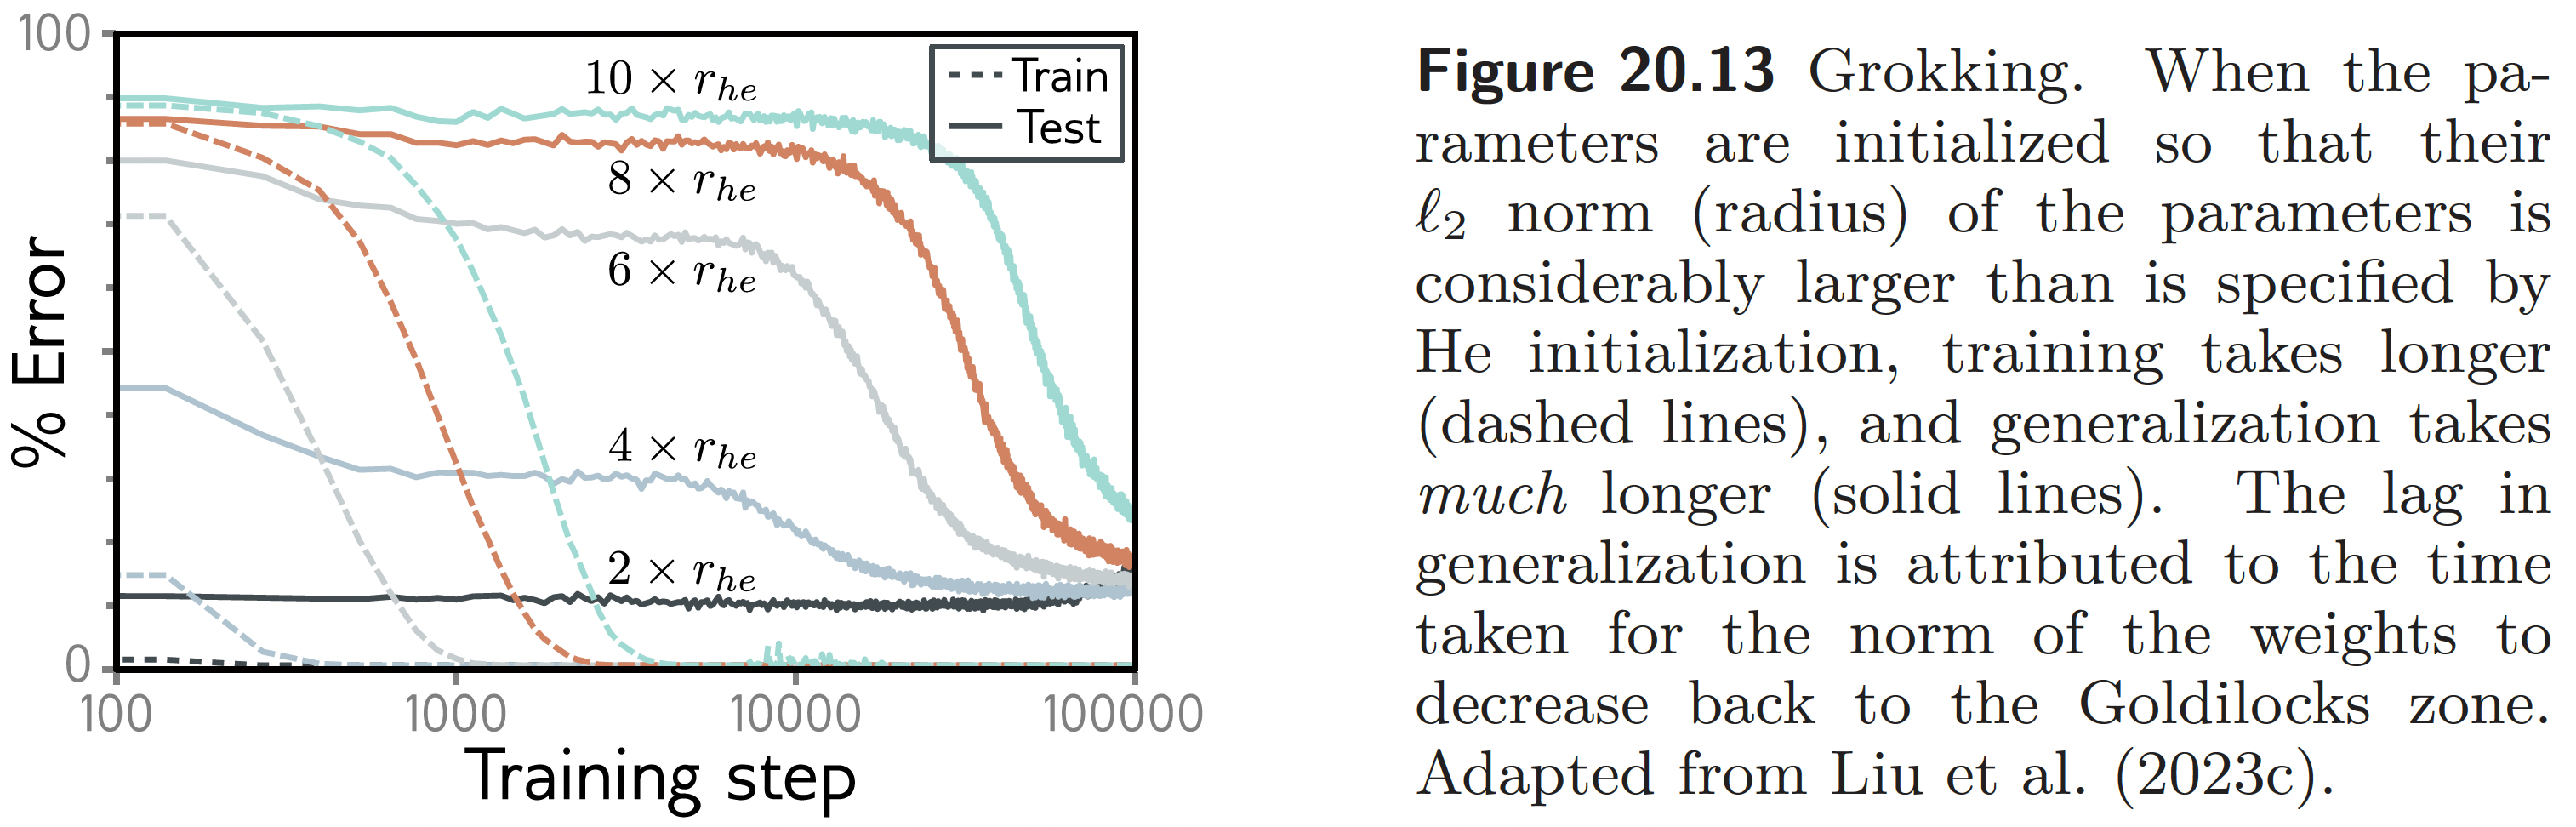 100
% Error
0
100
1000
10000
100000
Training step
10 × r_he
8 × r_he
6 × r_he
4 × r_he
2 × r_he
Train
Test
Figure 20.13 Grokking. When the pa-
rameters are initialized so that their
ℓ₂ norm (radius) of the parameters is
considerably larger than is specified by
He initialization, training takes longer
(dashed lines), and generalization takes
much longer (solid lines). The lag in
generalization is attributed to the time
taken for the norm of the weights to
decrease back to the Goldilocks zone.
Adapted from Liu et al. (2023c).